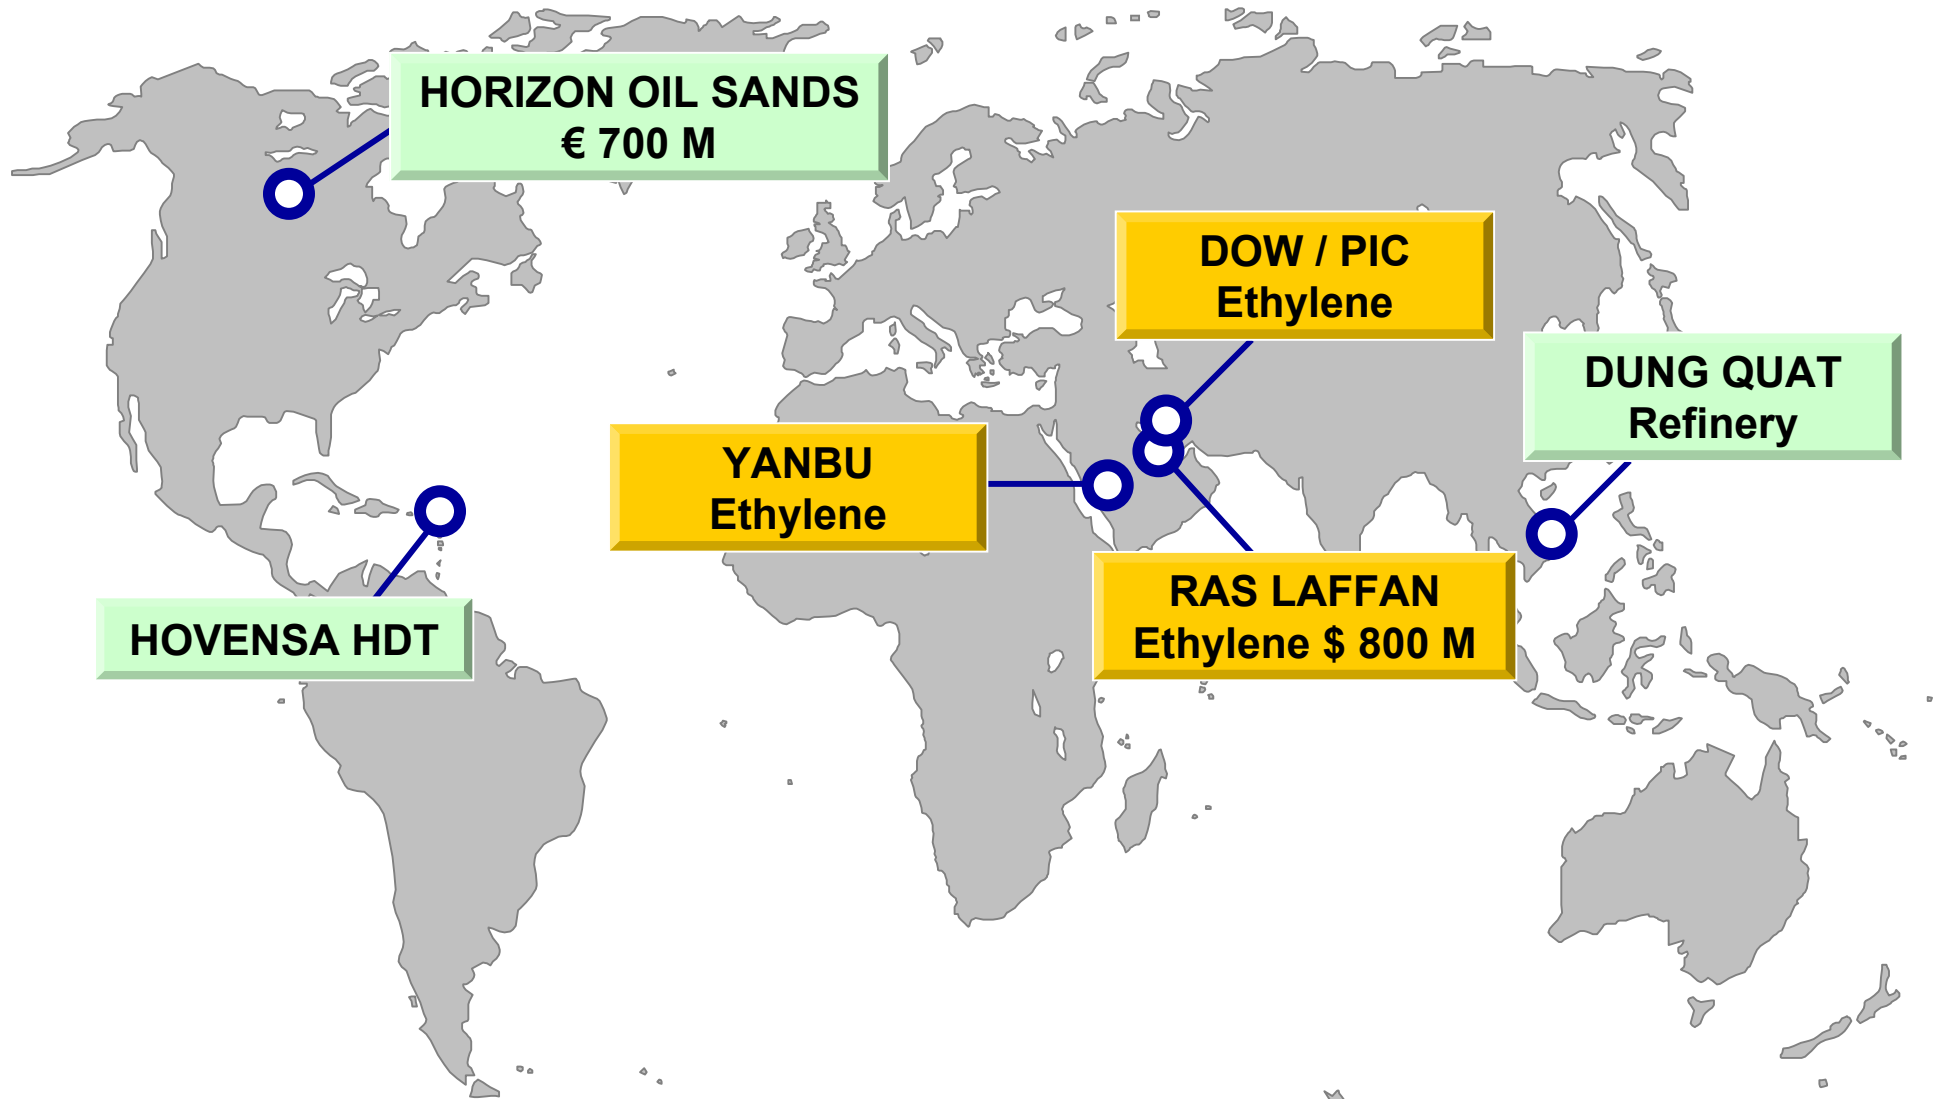 HORIZON OIL SANDS
€ 700 M
DOW / PIC
Ethylene
DUNG QUAT
Refinery
YANBU
Ethylene
RAS LAFFAN
Ethylene $ 800 M
HOVENSA HDT